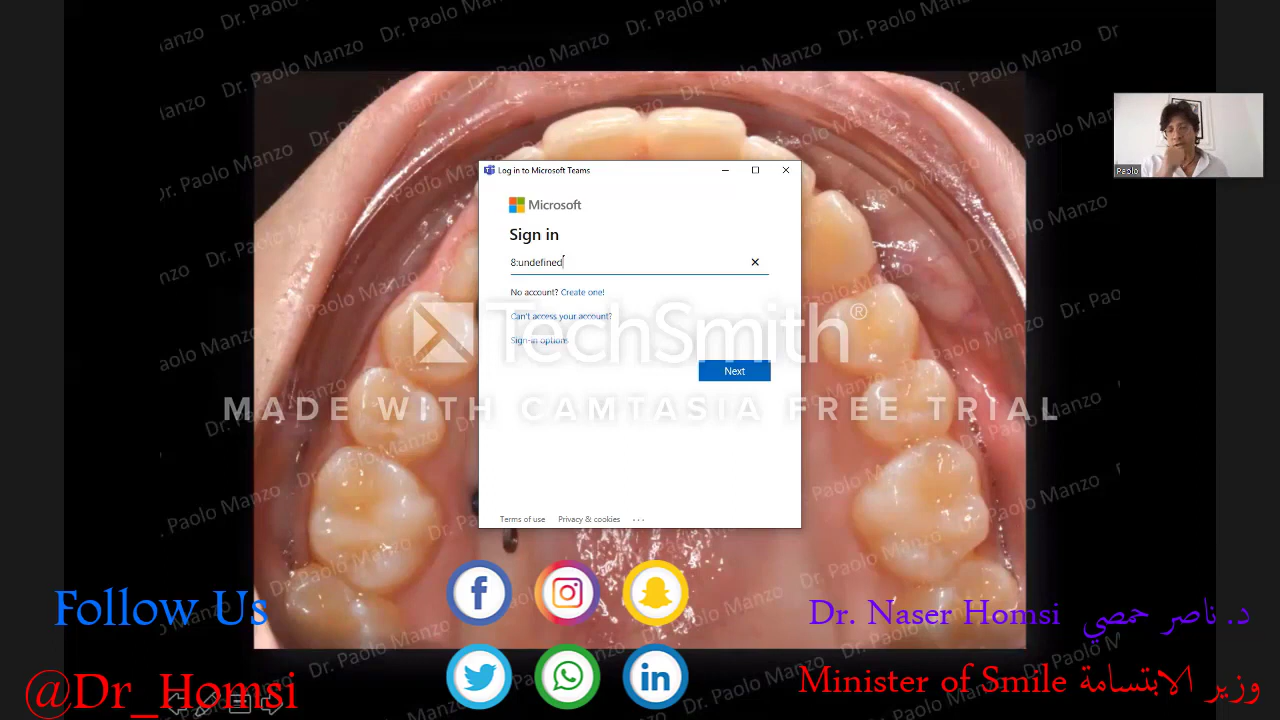 Dr. Paolo Manzo
Paolo
Log in to Microsoft Teams
Microsoft
Sign in
8:undefined
No account? Create one!
Can't access your account?
Sign-in options
TechSmith®
Next
MADE WITH CAMTASIA FREE TRIAL
Terms of use Privacy & cookies ...
Follow Us
Dr. Naser Homsi د. ناصر حمصي
@Dr_Homsi
Minister of Smile وزير الابتسامة